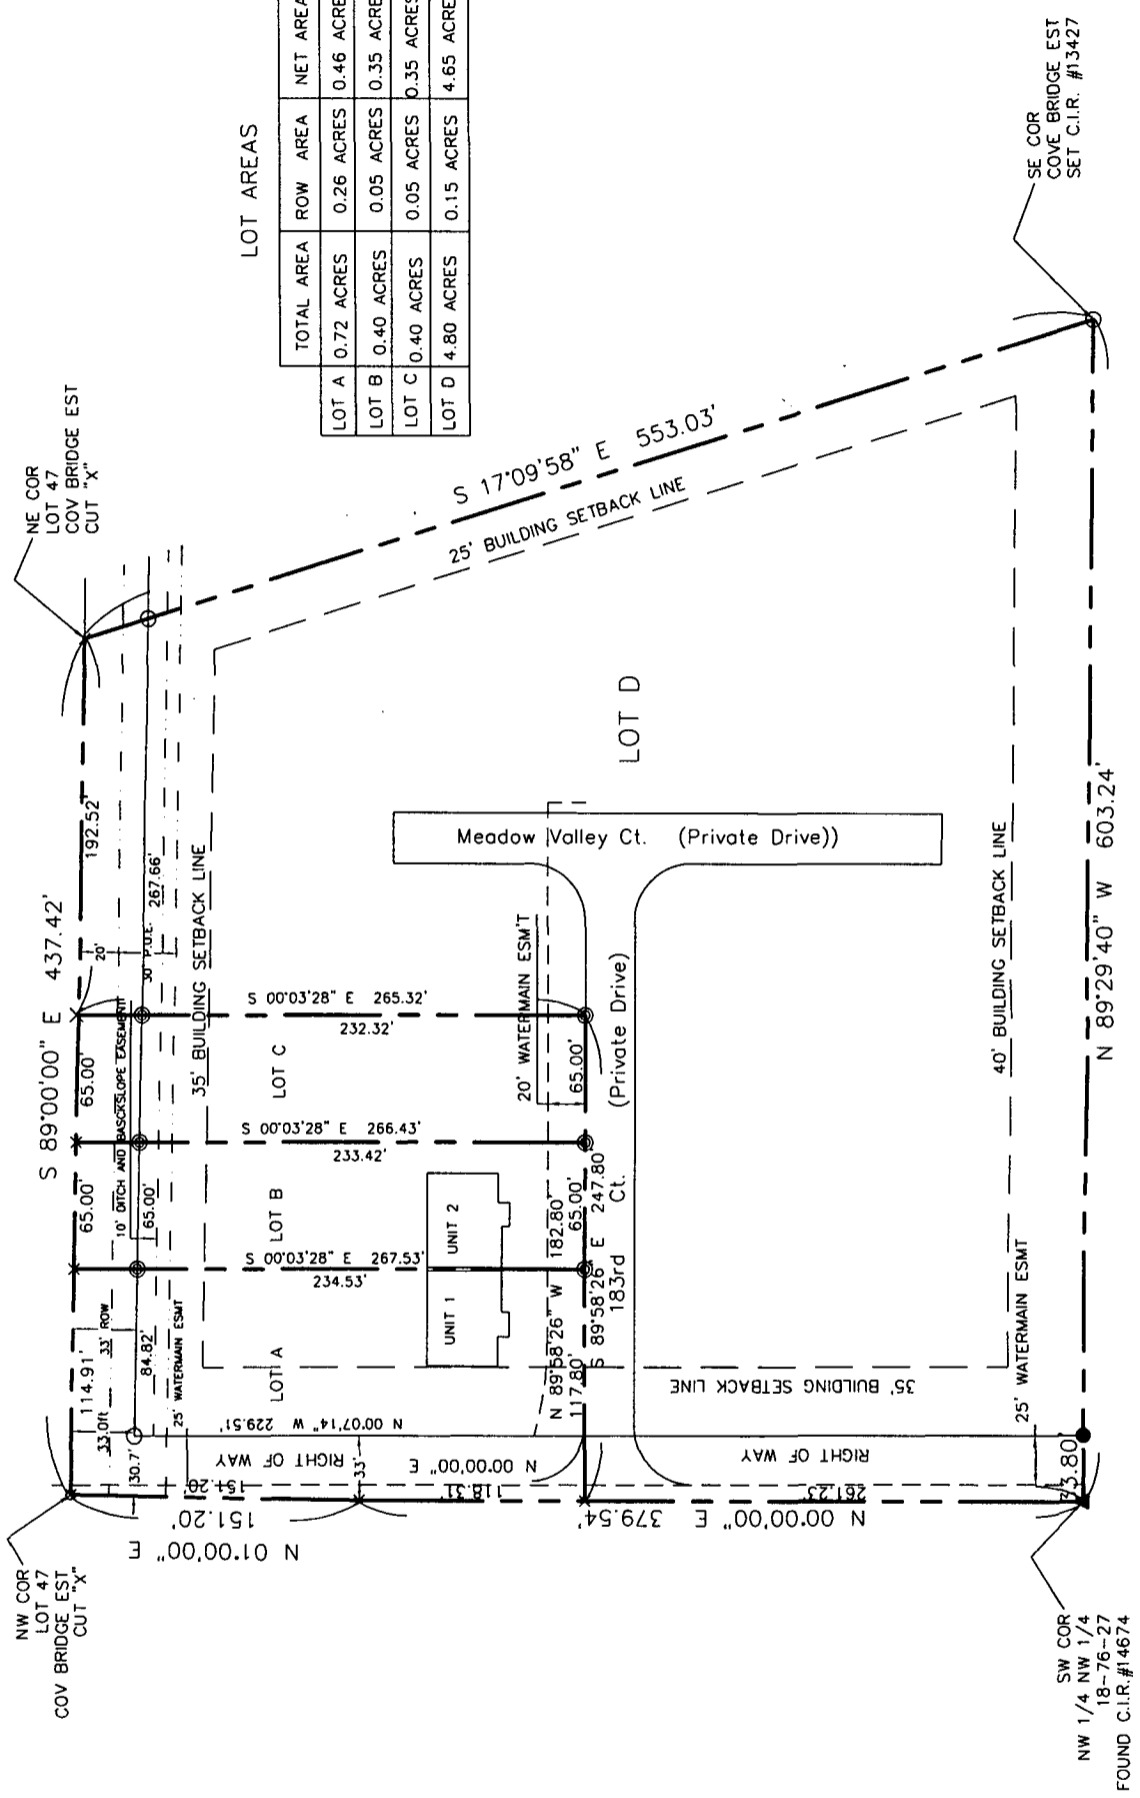 NE COR
LOT 47
COV BRIDGE EST
CUT "X"
NW COR
LOT 47
COV BRIDGE EST
CUT "X"
SE COR
COVE BRIDGE EST
SET C.I.R. #13427
SW COR
NW 1/4 NW 1/4
18-76-27
FOUND C.I.R.#14674
LOT AREAS
TOTAL AREA ROW AREA NET AREA
LOT A 0.72 ACRES 0.26 ACRES 0.46 ACRE
LOT B 0.40 ACRES 0.05 ACRES 0.35 ACRE
LOT C 0.40 ACRES 0.05 ACRES 0.35 ACRES
LOT D 4.80 ACRES 0.15 ACRES 4.65 ACRE
S 89°00'00" E 437.42'
114.91'
65.00'
65.00'
192.52'
33.0ft
33' ROW
10' DITCH AND BASCKSLOPE EASEMENT
20'
30' P.U.E.
267.66'
30.7'
84.82'
65.00'
25' WATERMAIN ESMT
35' BUILDING SETBACK LINE
S 17°09'58" E 553.03'
25' BUILDING SETBACK LINE
LOT A
LOT B
LOT C
LOT D
S 00°03'28" E 267.53'
234.53'
S 00°03'28" E 266.43'
233.42'
S 00°03'28" E 265.32'
232.32'
UNIT 1
UNIT 2
20' WATERMAIN ESM'T
65.00'
N 89°58'26" W 182.80'
117.80'
65.00'
S 89°58'26" E 247.80'
183rd Ct.
(Private Drive)
Meadow Valley Ct. (Private Drive))
N 00°07'14" W 229.51'
RIGHT OF WAY
33'
151.20'
151.20'
N 01°00'00" E
N 00°00'00" E
118.31'
N 00°00'00" E 379.54'
261.23'
RIGHT OF WAY
35' BUILDING SETBACK LINE
25' WATERMAIN ESMT
40' BUILDING SETBACK LINE
33.80'
N 89°29'40" W 603.24'